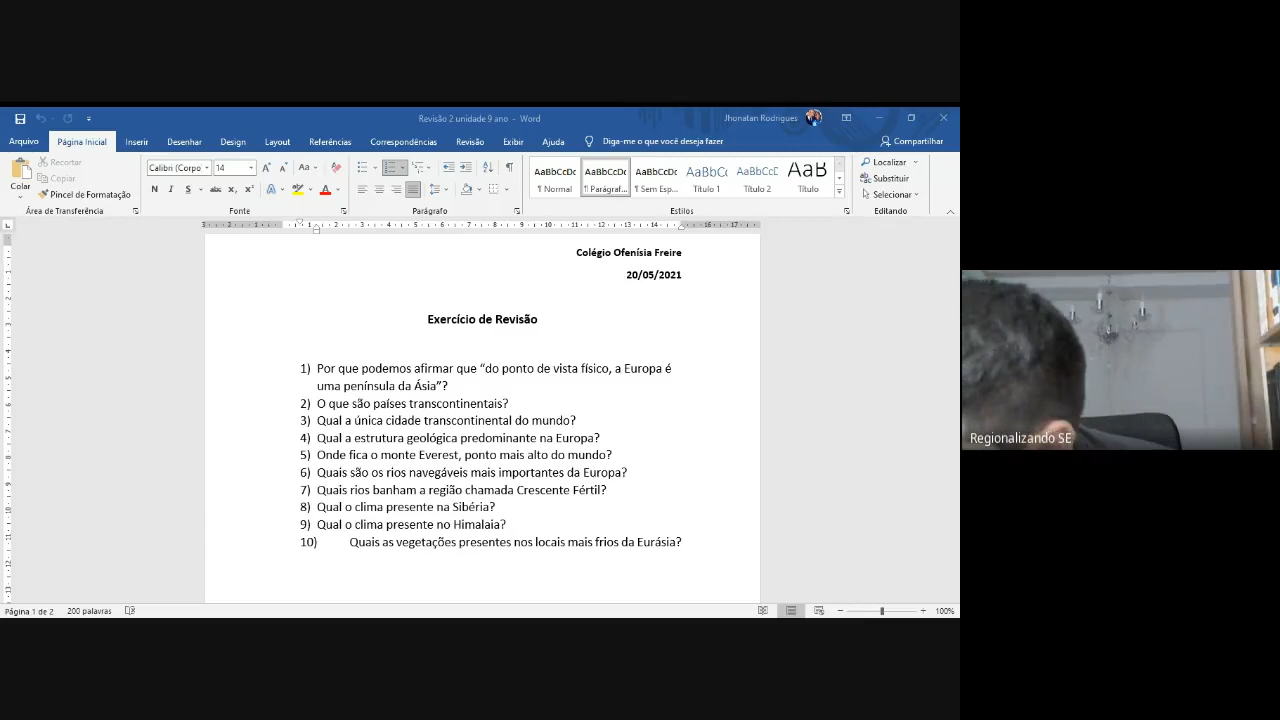 Revisão 2 unidade 9 ano - Word
Jhonatan Rodrigues
Arquivo Página Inicial Inserir Desenhar Design Layout Referências Correspondências Revisão Exibir Ajuda Diga-me o que você deseja fazer Compartilhar
Colar
Recortar
Copiar
Pincel de Formatação
Área de Transferência
Calibri (Corpo 14
Fonte
Parágrafo
AaBbCcDc AaBbCcDc AaBbCcDc AaBbCc AaBbCcC AaB
¶ Normal ¶ Parágraf... ¶ Sem Esp... Título 1 Título 2 Título
Estilos
Localizar
Substituir
Selecionar
Editando
Colégio Ofenísia Freire
20/05/2021
Exercício de Revisão
1) Por que podemos afirmar que “do ponto de vista físico, a Europa é
uma península da Ásia”?
2) O que são países transcontinentais?
3) Qual a única cidade transcontinental do mundo?
4) Qual a estrutura geológica predominante na Europa?
5) Onde fica o monte Everest, ponto mais alto do mundo?
6) Quais são os rios navegáveis mais importantes da Europa?
7) Quais rios banham a região chamada Crescente Fértil?
8) Qual o clima presente na Sibéria?
9) Qual o clima presente no Himalaia?
10) Quais as vegetações presentes nos locais mais frios da Eurásia?
Página 1 de 2 200 palavras 100%
Regionalizando SE